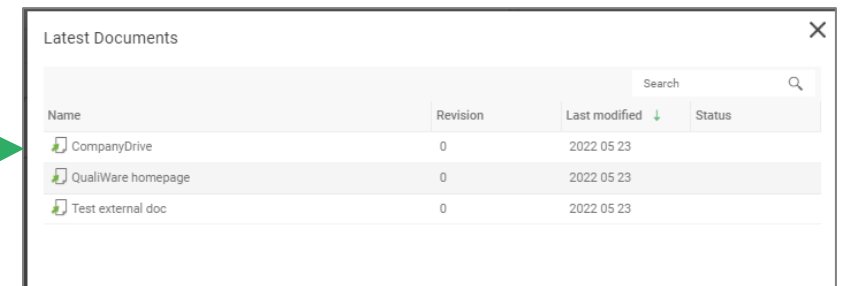 Latest Documents
Search
Name Revision Last modified Status
CompanyDrive 0 2022 05 23
QualiWare homepage 0 2022 05 23
Test external doc 0 2022 05 23